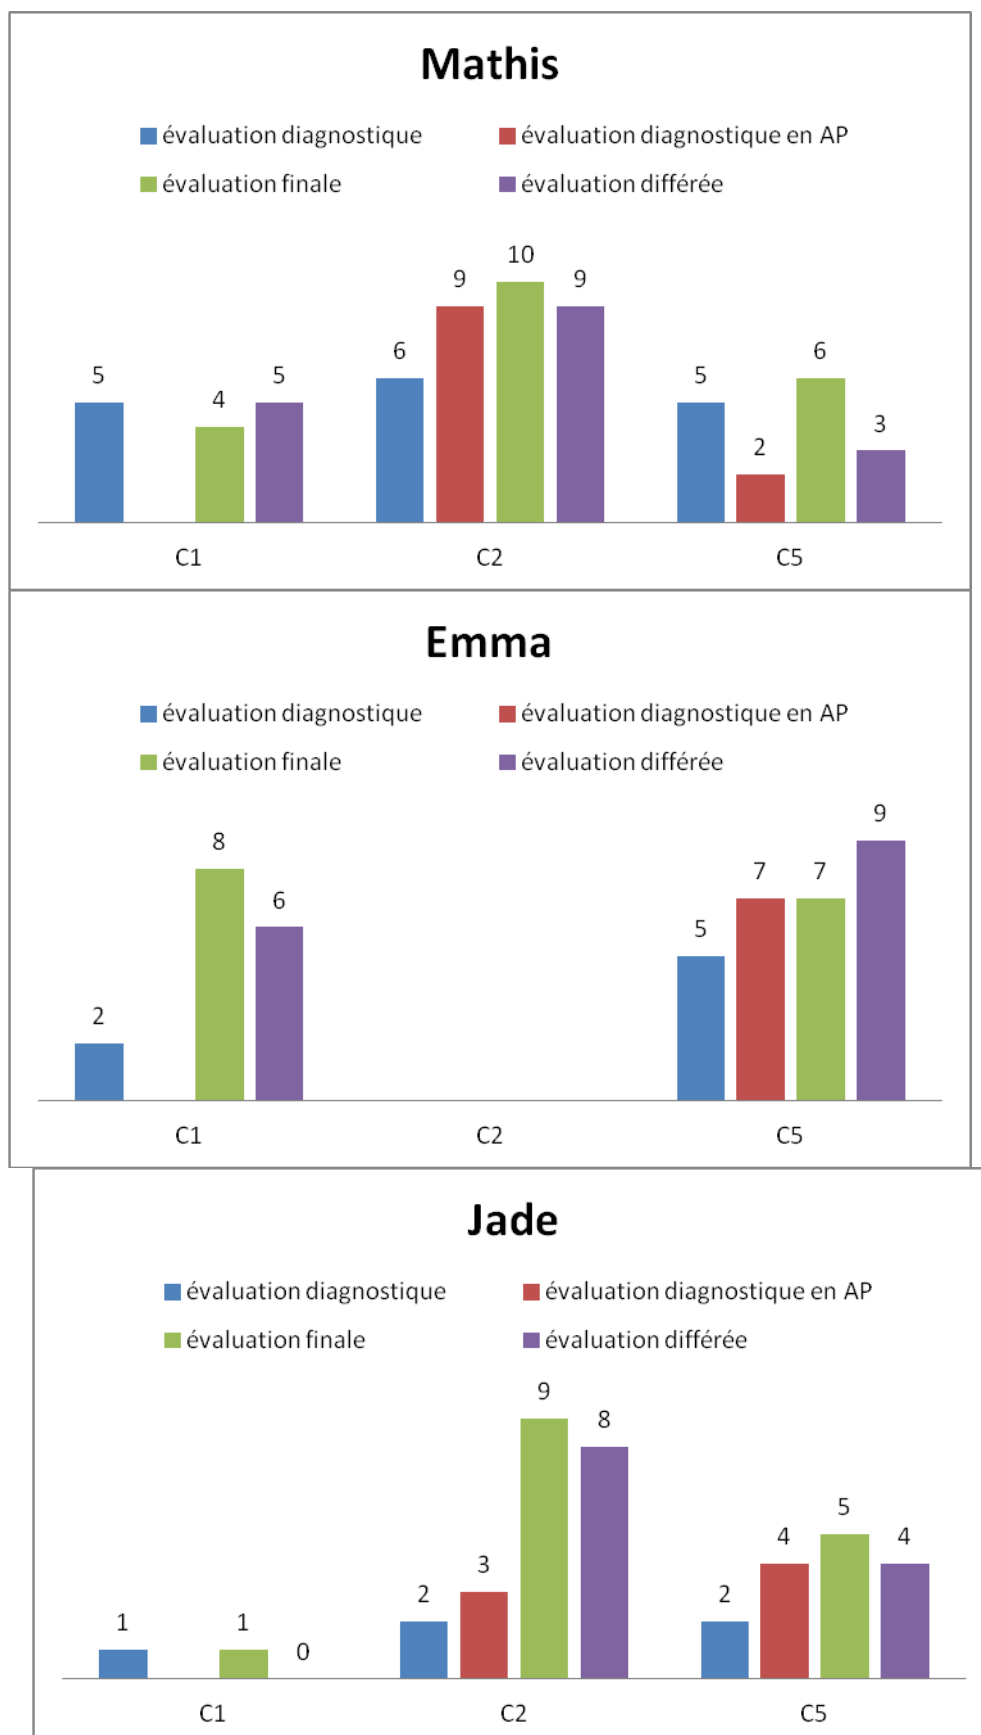 Mathis
évaluation diagnostique évaluation diagnostique en AP
évaluation finale évaluation différée
5 4 5 6 9 10 9 5 2 6 3
C1 C2 C5
Emma
évaluation diagnostique évaluation diagnostique en AP
évaluation finale évaluation différée
2 8 6 5 7 7 9
C1 C2 C5
Jade
évaluation diagnostique évaluation diagnostique en AP
évaluation finale évaluation différée
1 1 0 2 3 9 8 2 4 5 4
C1 C2 C5